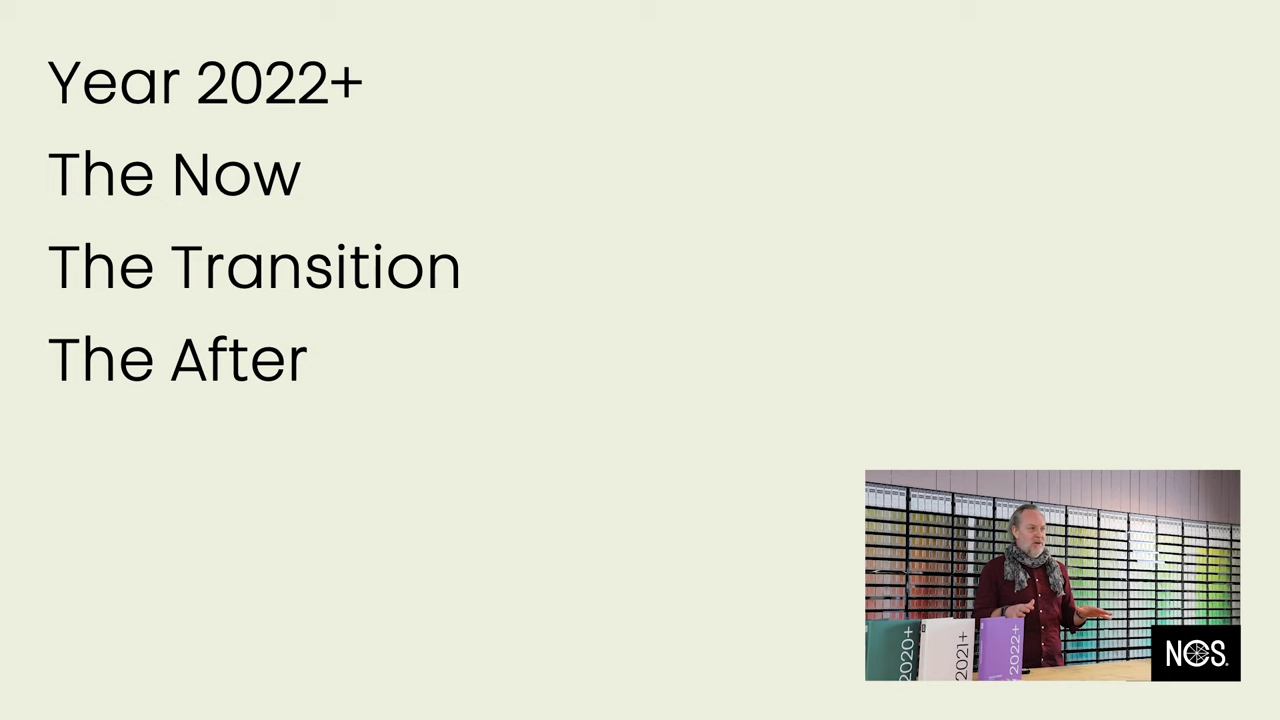 Year 2022+
The Now
The Transition
The After
2020+
2021+
2022+
NCS